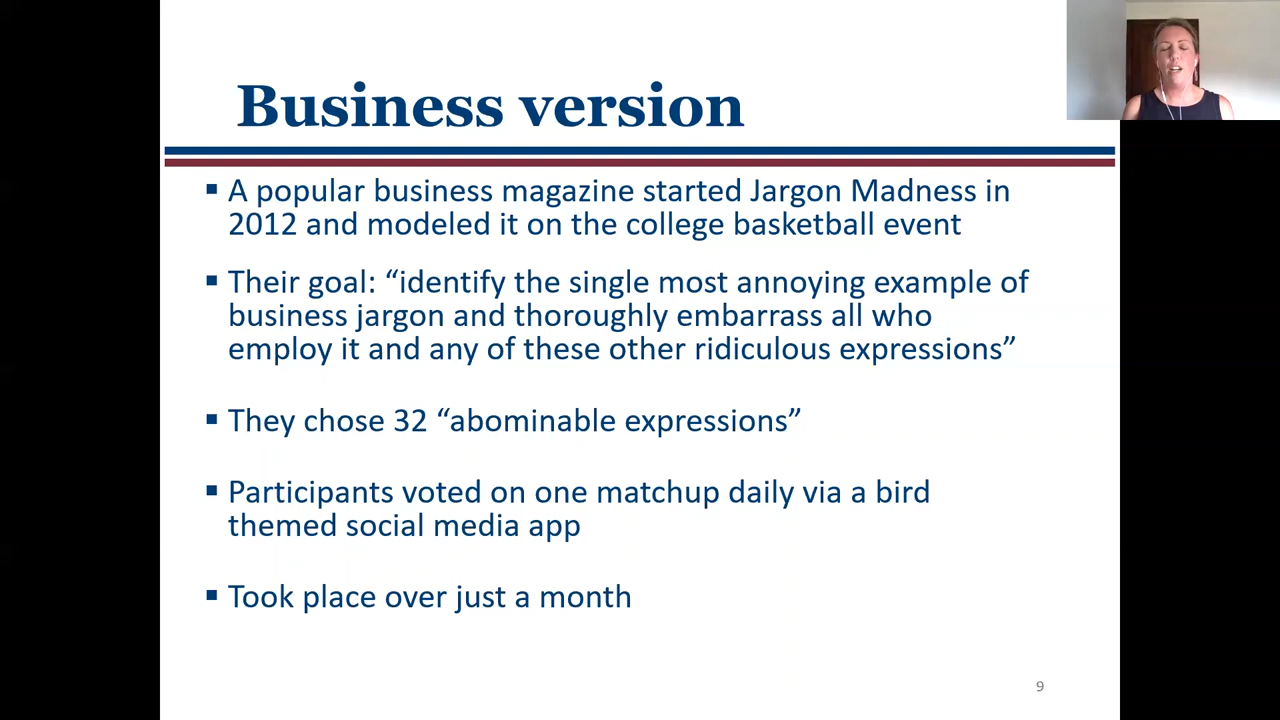 Business version
▪ A popular business magazine started Jargon Madness in
2012 and modeled it on the college basketball event
▪ Their goal: “identify the single most annoying example of
business jargon and thoroughly embarrass all who
employ it and any of these other ridiculous expressions”
▪ They chose 32 “abominable expressions”
▪ Participants voted on one matchup daily via a bird
themed social media app
▪ Took place over just a month
9